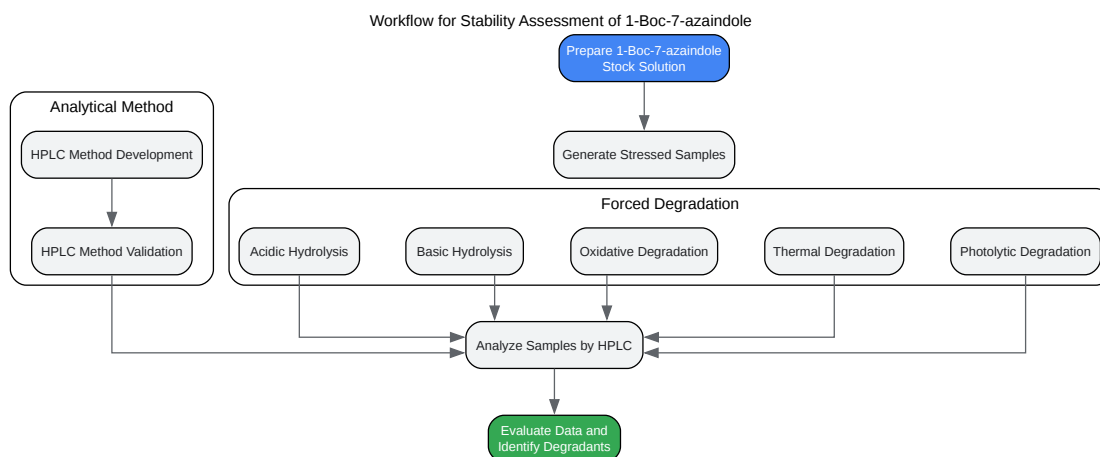 Workflow for Stability Assessment of 1-Boc-7-azaindole
Prepare 1-Boc-7-azaindole
Stock Solution
Analytical Method
HPLC Method Development
Generate Stressed Samples
Forced Degradation
HPLC Method Validation
Acidic Hydrolysis
Basic Hydrolysis
Oxidative Degradation
Thermal Degradation
Photolytic Degradation
Analyze Samples by HPLC
Evaluate Data and
Identify Degradants